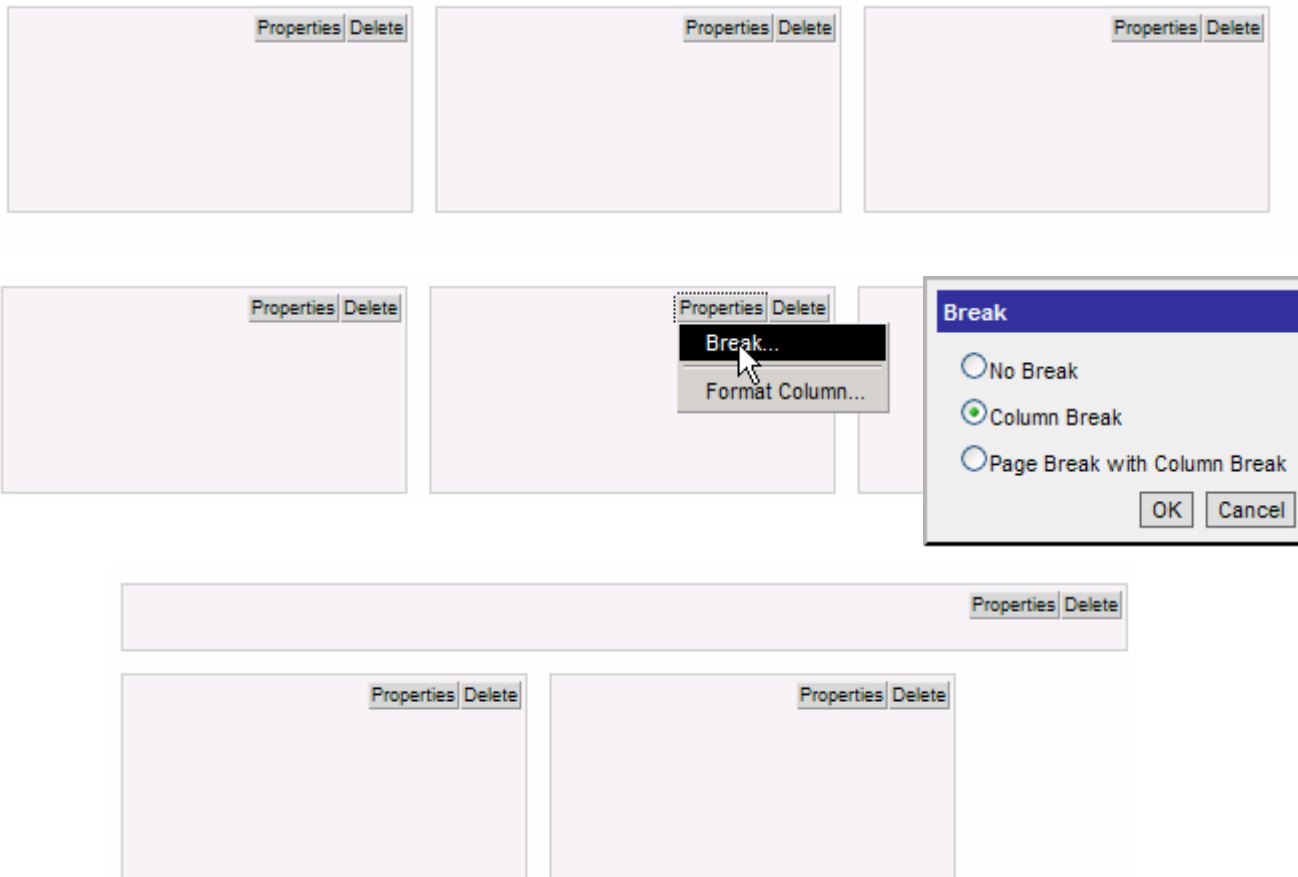 Properties Delete Properties Delete Properties Delete
Properties Delete Properties Delete
Break...
Format Column...
Break
No Break
Column Break
Page Break with Column Break
OK Cancel
Properties Delete
Properties Delete Properties Delete